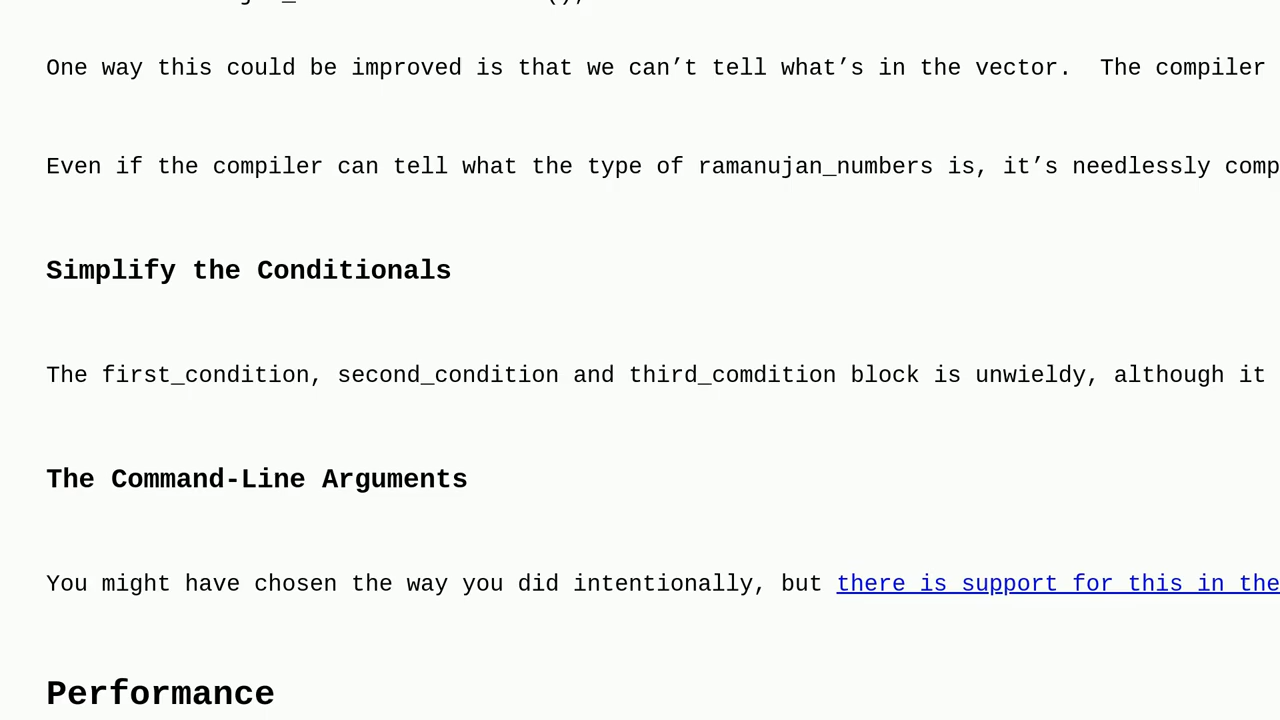 One way this could be improved is that we can’t tell what’s in the vector.  The compiler
Even if the compiler can tell what the type of ramanujan_numbers is, it’s needlessly comp
Simplify the Conditionals
The first_condition, second_condition and third_comdition block is unwieldy, although it
The Command-Line Arguments
You might have chosen the way you did intentionally, but there is support for this in the
Performance